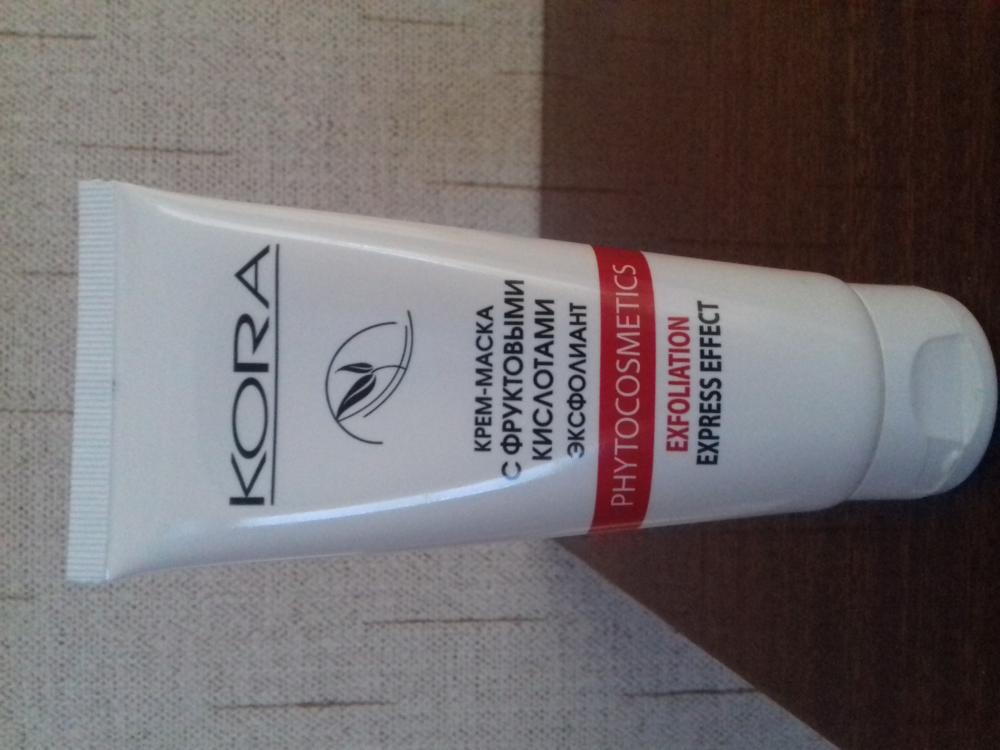 KORA
КРЕМ-МАСКА
С ФРУКТОВЫМИ
КИСЛОТАМИ
ЭКСФОЛИАНТ
PHYTOCOSMETICS
EXFOLIATION
EXPRESS EFFECT